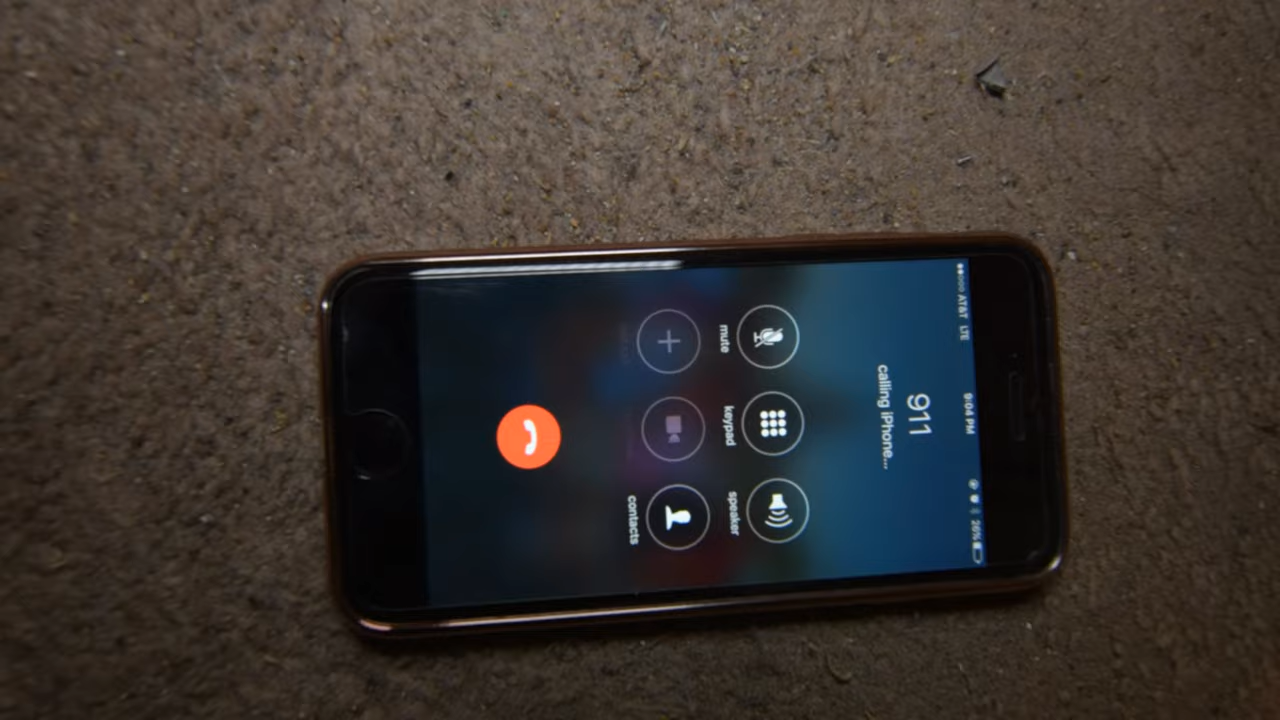 AT&T LTE 9:04 PM 26%
911
calling iPhone...
mute keypad speaker
contacts